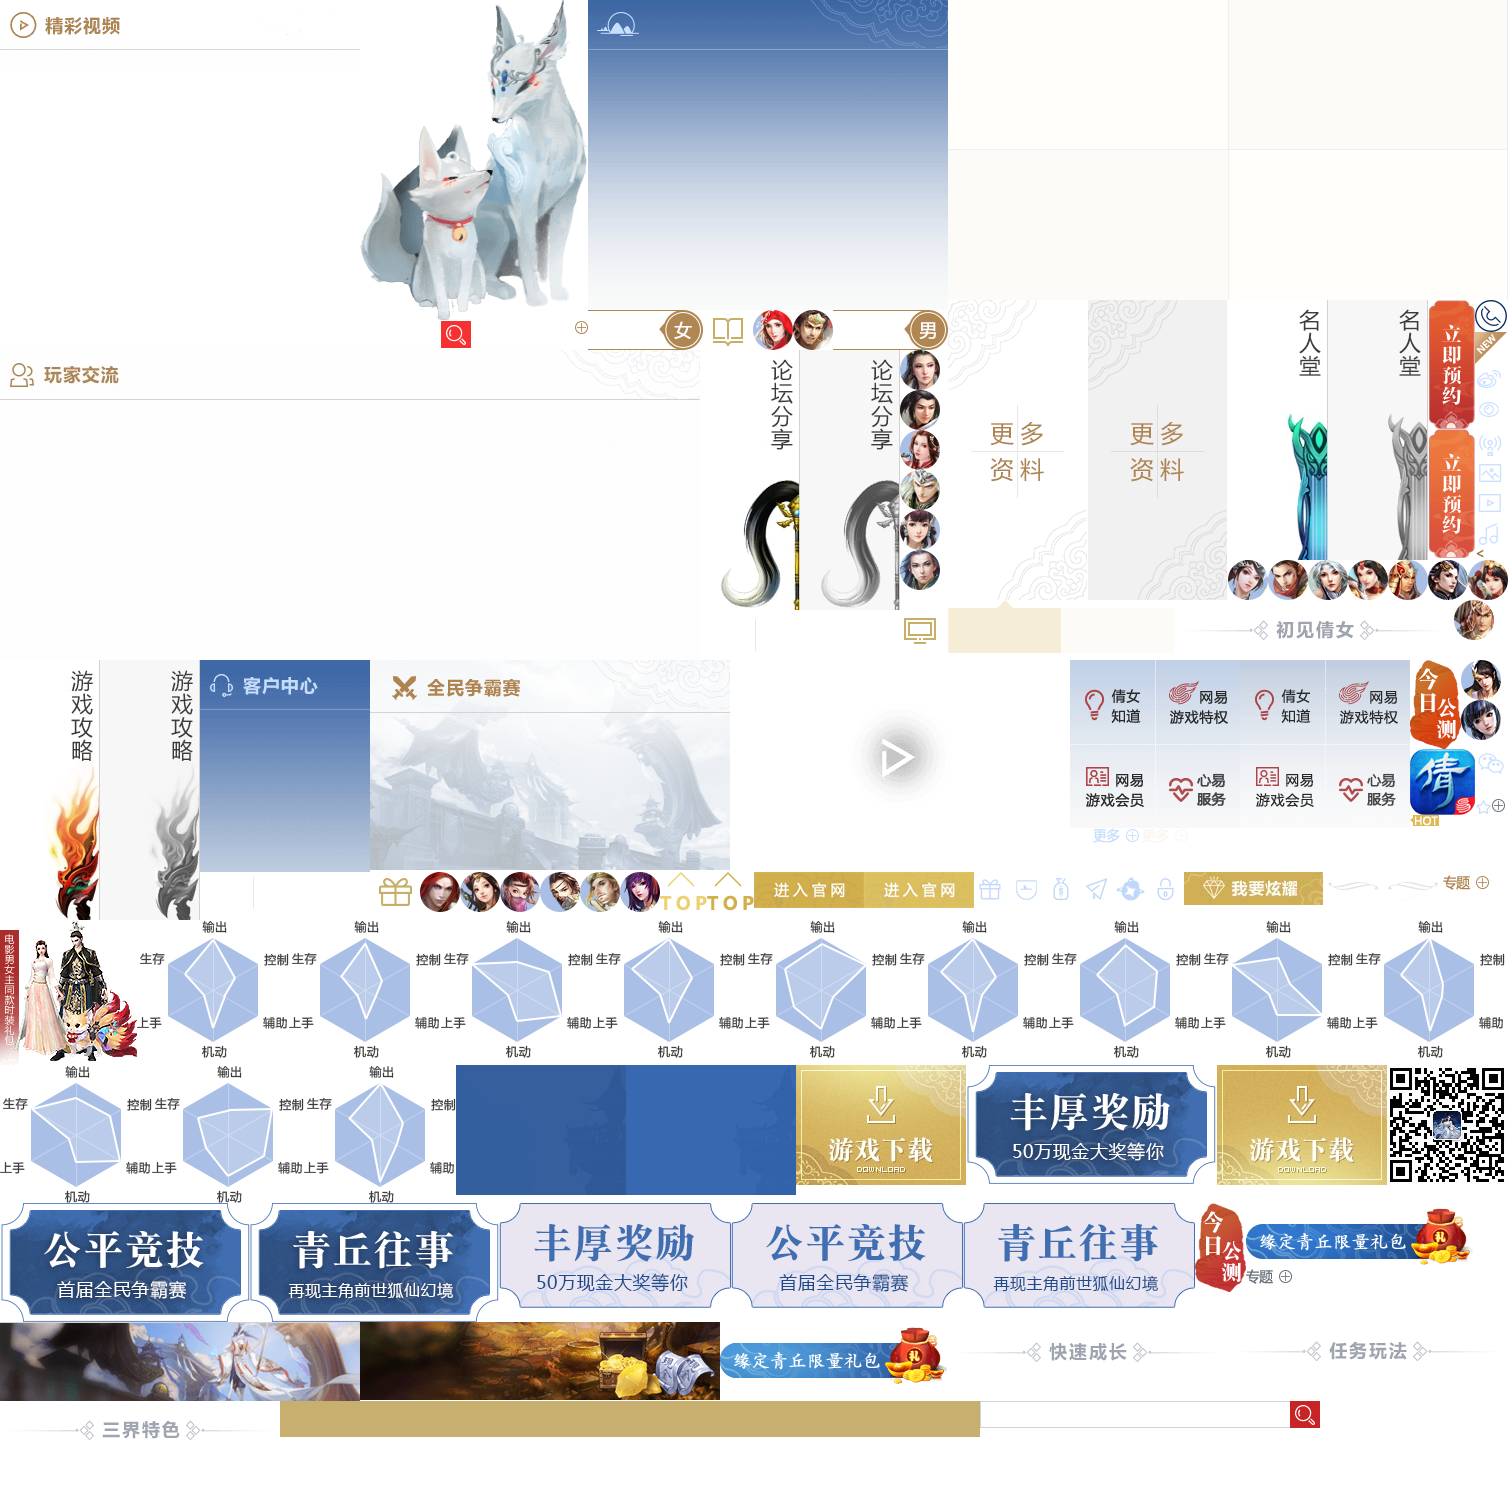 精彩视频
女
男
玩家交流
论坛分享
论坛分享
更多
资料
更多
资料
名人堂
名人堂
立即预约
NEW
立即预约
初见倩女
游戏攻略
游戏攻略
客户中心
全民争霸赛
倩女
知道
网易
游戏特权
倩女
知道
网易
游戏特权
网易
游戏会员
心易
服务
网易
游戏会员
心易
服务
今日公测
倩
HOT
更多
更多
TOP
TOP
进入官网
进入官网
我要炫耀
专题
电影男女主同款时装礼包
输出
生存 控制
上手 辅助
机动
输出
生存 控制
上手 辅助
机动
输出
生存 控制
上手 辅助
机动
输出
生存 控制
上手 辅助
机动
输出
生存 控制
上手 辅助
机动
输出
生存 控制
上手 辅助
机动
输出
生存 控制
上手 辅助
机动
输出
生存 控制
上手 辅助
机动
输出
生存 控制
上手 辅助
机动
输出
生存 控制
上手 辅助
机动
输出
生存 控制
上手 辅助
机动
输出
生存 控制
上手 辅助
机动
游戏下载
DOWNLOAD
丰厚奖励
50万现金大奖等你
游戏下载
DOWNLOAD
公平竞技
首届全民争霸赛
青丘往事
再现主角前世狐仙幻境
丰厚奖励
50万现金大奖等你
公平竞技
首届全民争霸赛
青丘往事
再现主角前世狐仙幻境
今日公测
缘定青丘限量礼包
礼
专题
缘定青丘限量礼包
礼
快速成长
任务玩法
三界特色